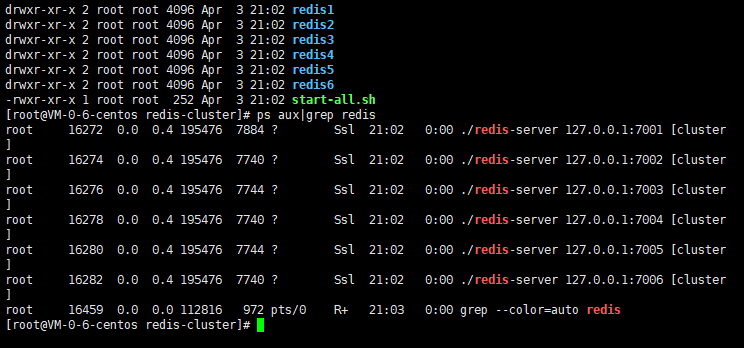 drwxr-xr-x 2 root root 4096 Apr  3 21:02 redis1
drwxr-xr-x 2 root root 4096 Apr  3 21:02 redis2
drwxr-xr-x 2 root root 4096 Apr  3 21:02 redis3
drwxr-xr-x 2 root root 4096 Apr  3 21:02 redis4
drwxr-xr-x 2 root root 4096 Apr  3 21:02 redis5
drwxr-xr-x 2 root root 4096 Apr  3 21:02 redis6
-rwxr-xr-x 1 root root  252 Apr  3 21:02 start-all.sh
[root@VM-0-6-centos redis-cluster]# ps aux|grep redis
root     16272  0.0  0.4 195476  7884 ?        Ssl  21:02   0:00 ./redis-server 127.0.0.1:7001 [cluster
]
root     16274  0.0  0.4 195476  7740 ?        Ssl  21:02   0:00 ./redis-server 127.0.0.1:7002 [cluster
]
root     16276  0.0  0.4 195476  7744 ?        Ssl  21:02   0:00 ./redis-server 127.0.0.1:7003 [cluster
]
root     16278  0.0  0.4 195476  7740 ?        Ssl  21:02   0:00 ./redis-server 127.0.0.1:7004 [cluster
]
root     16280  0.0  0.4 195476  7744 ?        Ssl  21:02   0:00 ./redis-server 127.0.0.1:7005 [cluster
]
root     16282  0.0  0.4 195476  7740 ?        Ssl  21:02   0:00 ./redis-server 127.0.0.1:7006 [cluster
]
root     16459  0.0  0.0 112816   972 pts/0    R+   21:03   0:00 grep --color=auto redis
[root@VM-0-6-centos redis-cluster]#